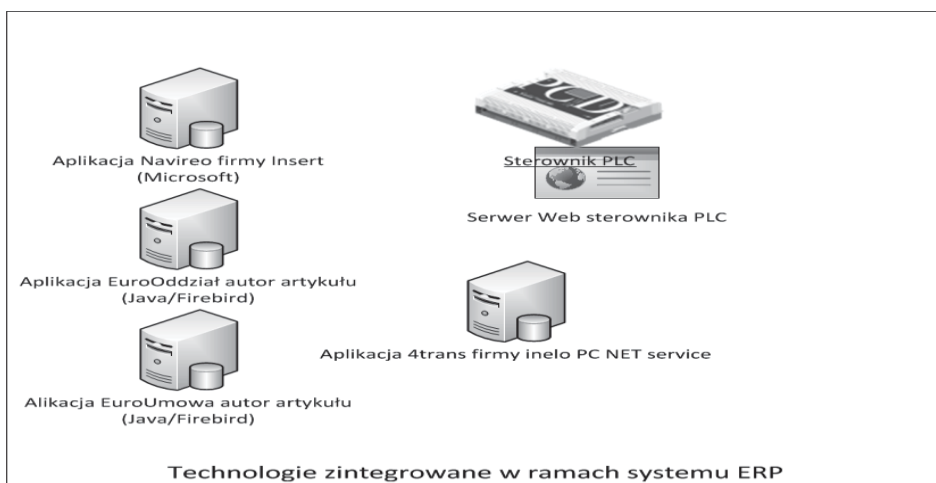 Aplikacja Navireo firmy Insert
(Microsoft)
Aplikacja EuroOddział autor artykułu
(Java/Firebird)
Alikacja EuroUmowa autor artykułu
(Java/Firebird)
PCD
Sterownik PLC
Serwer Web sterownika PLC
Aplikacja 4trans firmy inelo PC NET service
Technologie zintegrowane w ramach systemu ERP